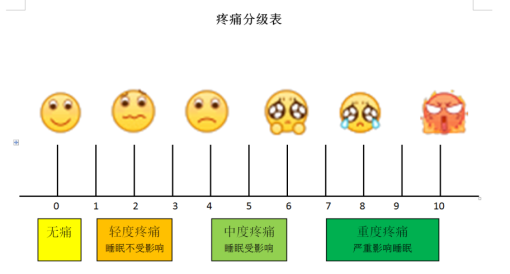 疼痛分级表
0 1 2 3 4 5 6 7 8 9 10
无痛 轻度疼痛 中度疼痛 重度疼痛
睡眠不受影响 睡眠受影响 严重影响睡眠